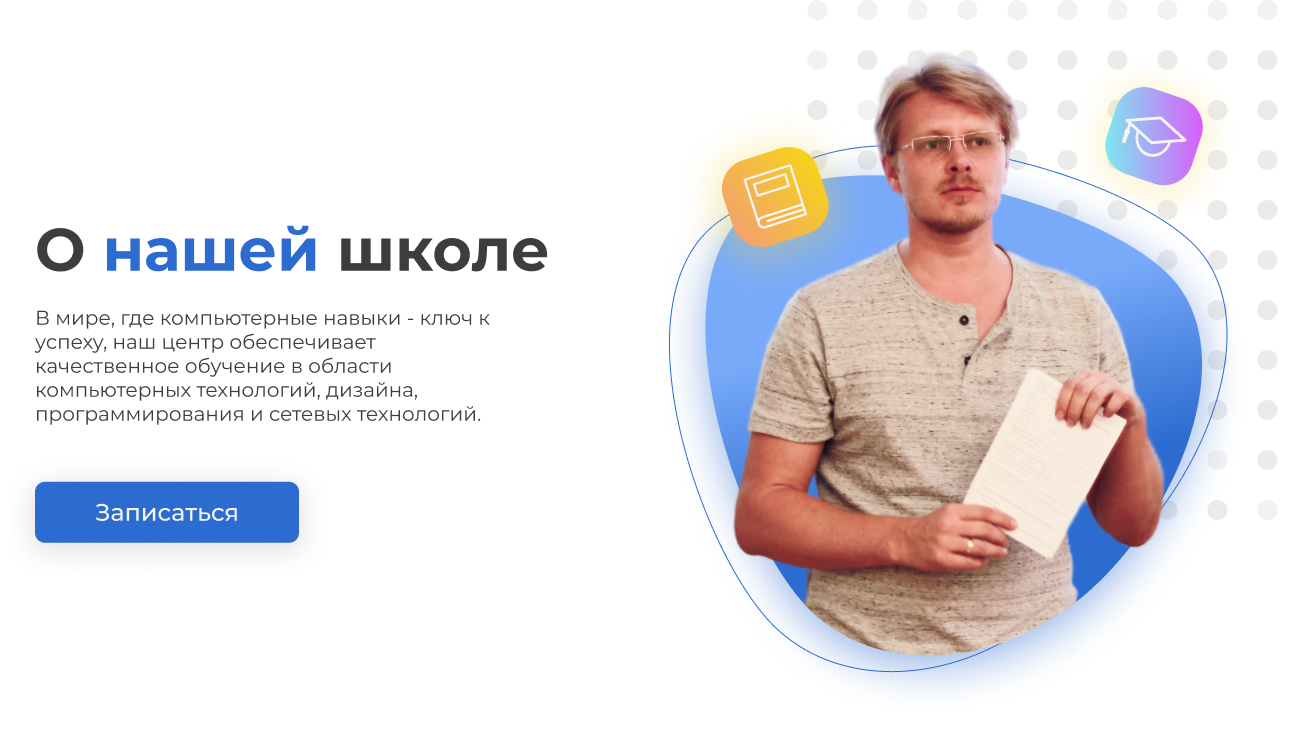 О нашей школе
В мире, где компьютерные навыки - ключ к
успеху, наш центр обеспечивает
качественное обучение в области
компьютерных технологий, дизайна,
программирования и сетевых технологий.
Записаться